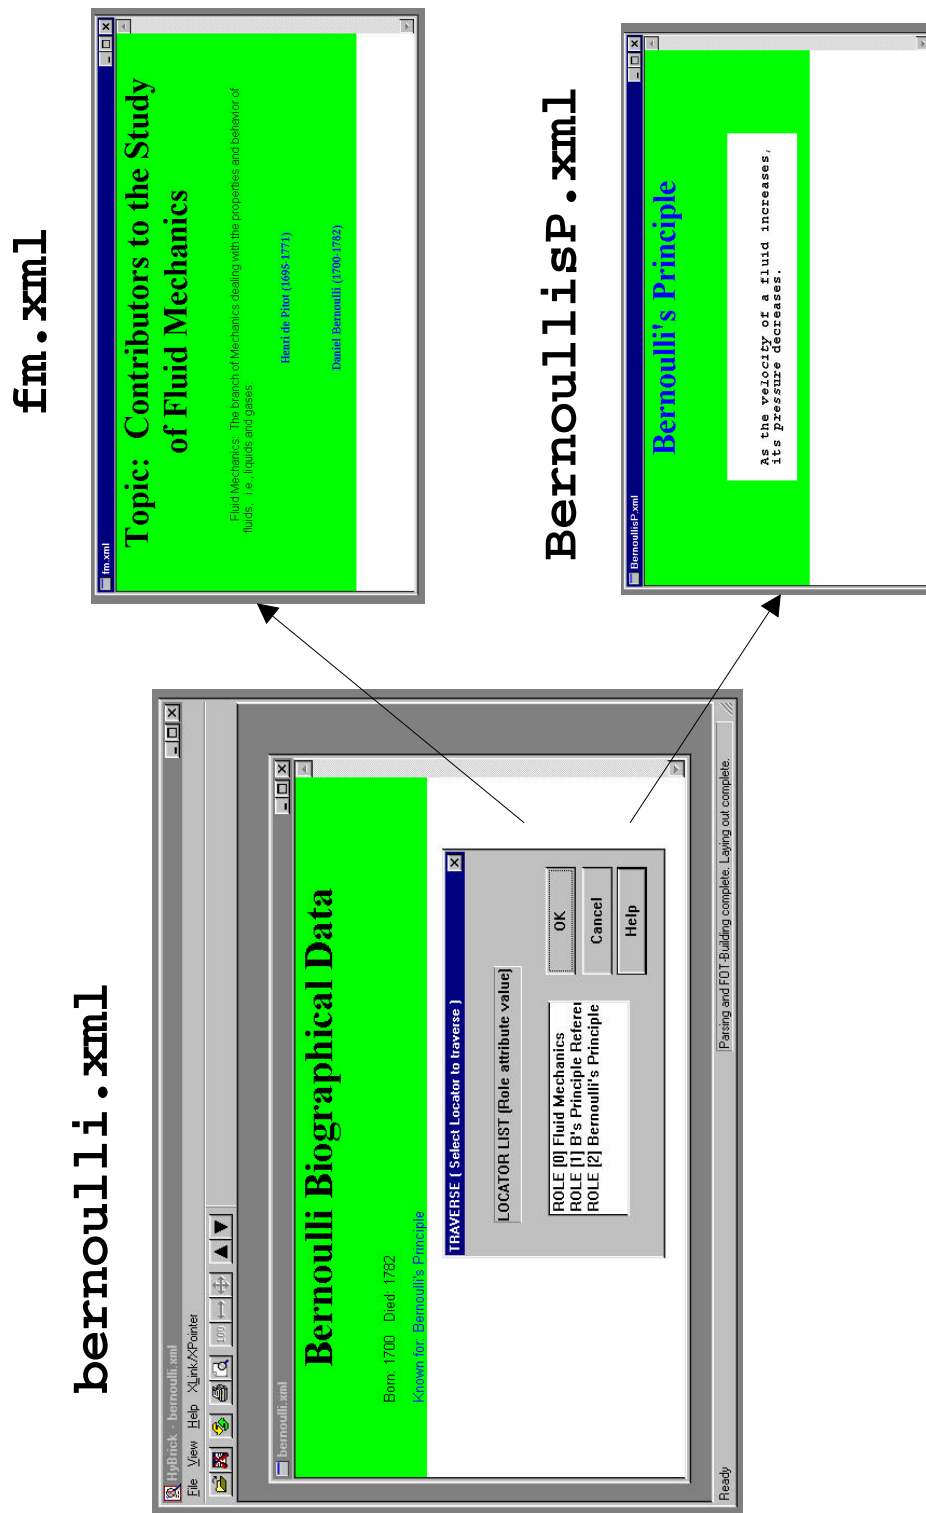 bernoulli.xml
HyBrick - bernoulli.xml
File View Help XLink/XPointer
100
bernoulli.xml
Bernoulli Biographical Data
Born: 1700 Died: 1782
Known for: Bernoulli's Principle
TRAVERSE ( Select Locator to traverse )
LOCATOR LIST (Role attribute value)
ROLE [0] Fluid Mechanics
ROLE [1] B's Principle Referei
ROLE [2] Bernoulli's Principle
OK
Cancel
Help
Ready
Parsing and FOT-Building complete. Laying out complete.
fm.xml
fm.xml
Topic: Contributors to the Study
of Fluid Mechanics
Fluid Mechanics: The branch of Mechanics dealing with the properties and behavior of
fluids, i.e., liquids and gases.
Henri de Pitot (1695-1771)
Daniel Bernoulli (1700-1782)
BernoullisP.xml
BernoullisP.xml
Bernoulli's Principle
As the velocity of a fluid increases,
its pressure decreases.